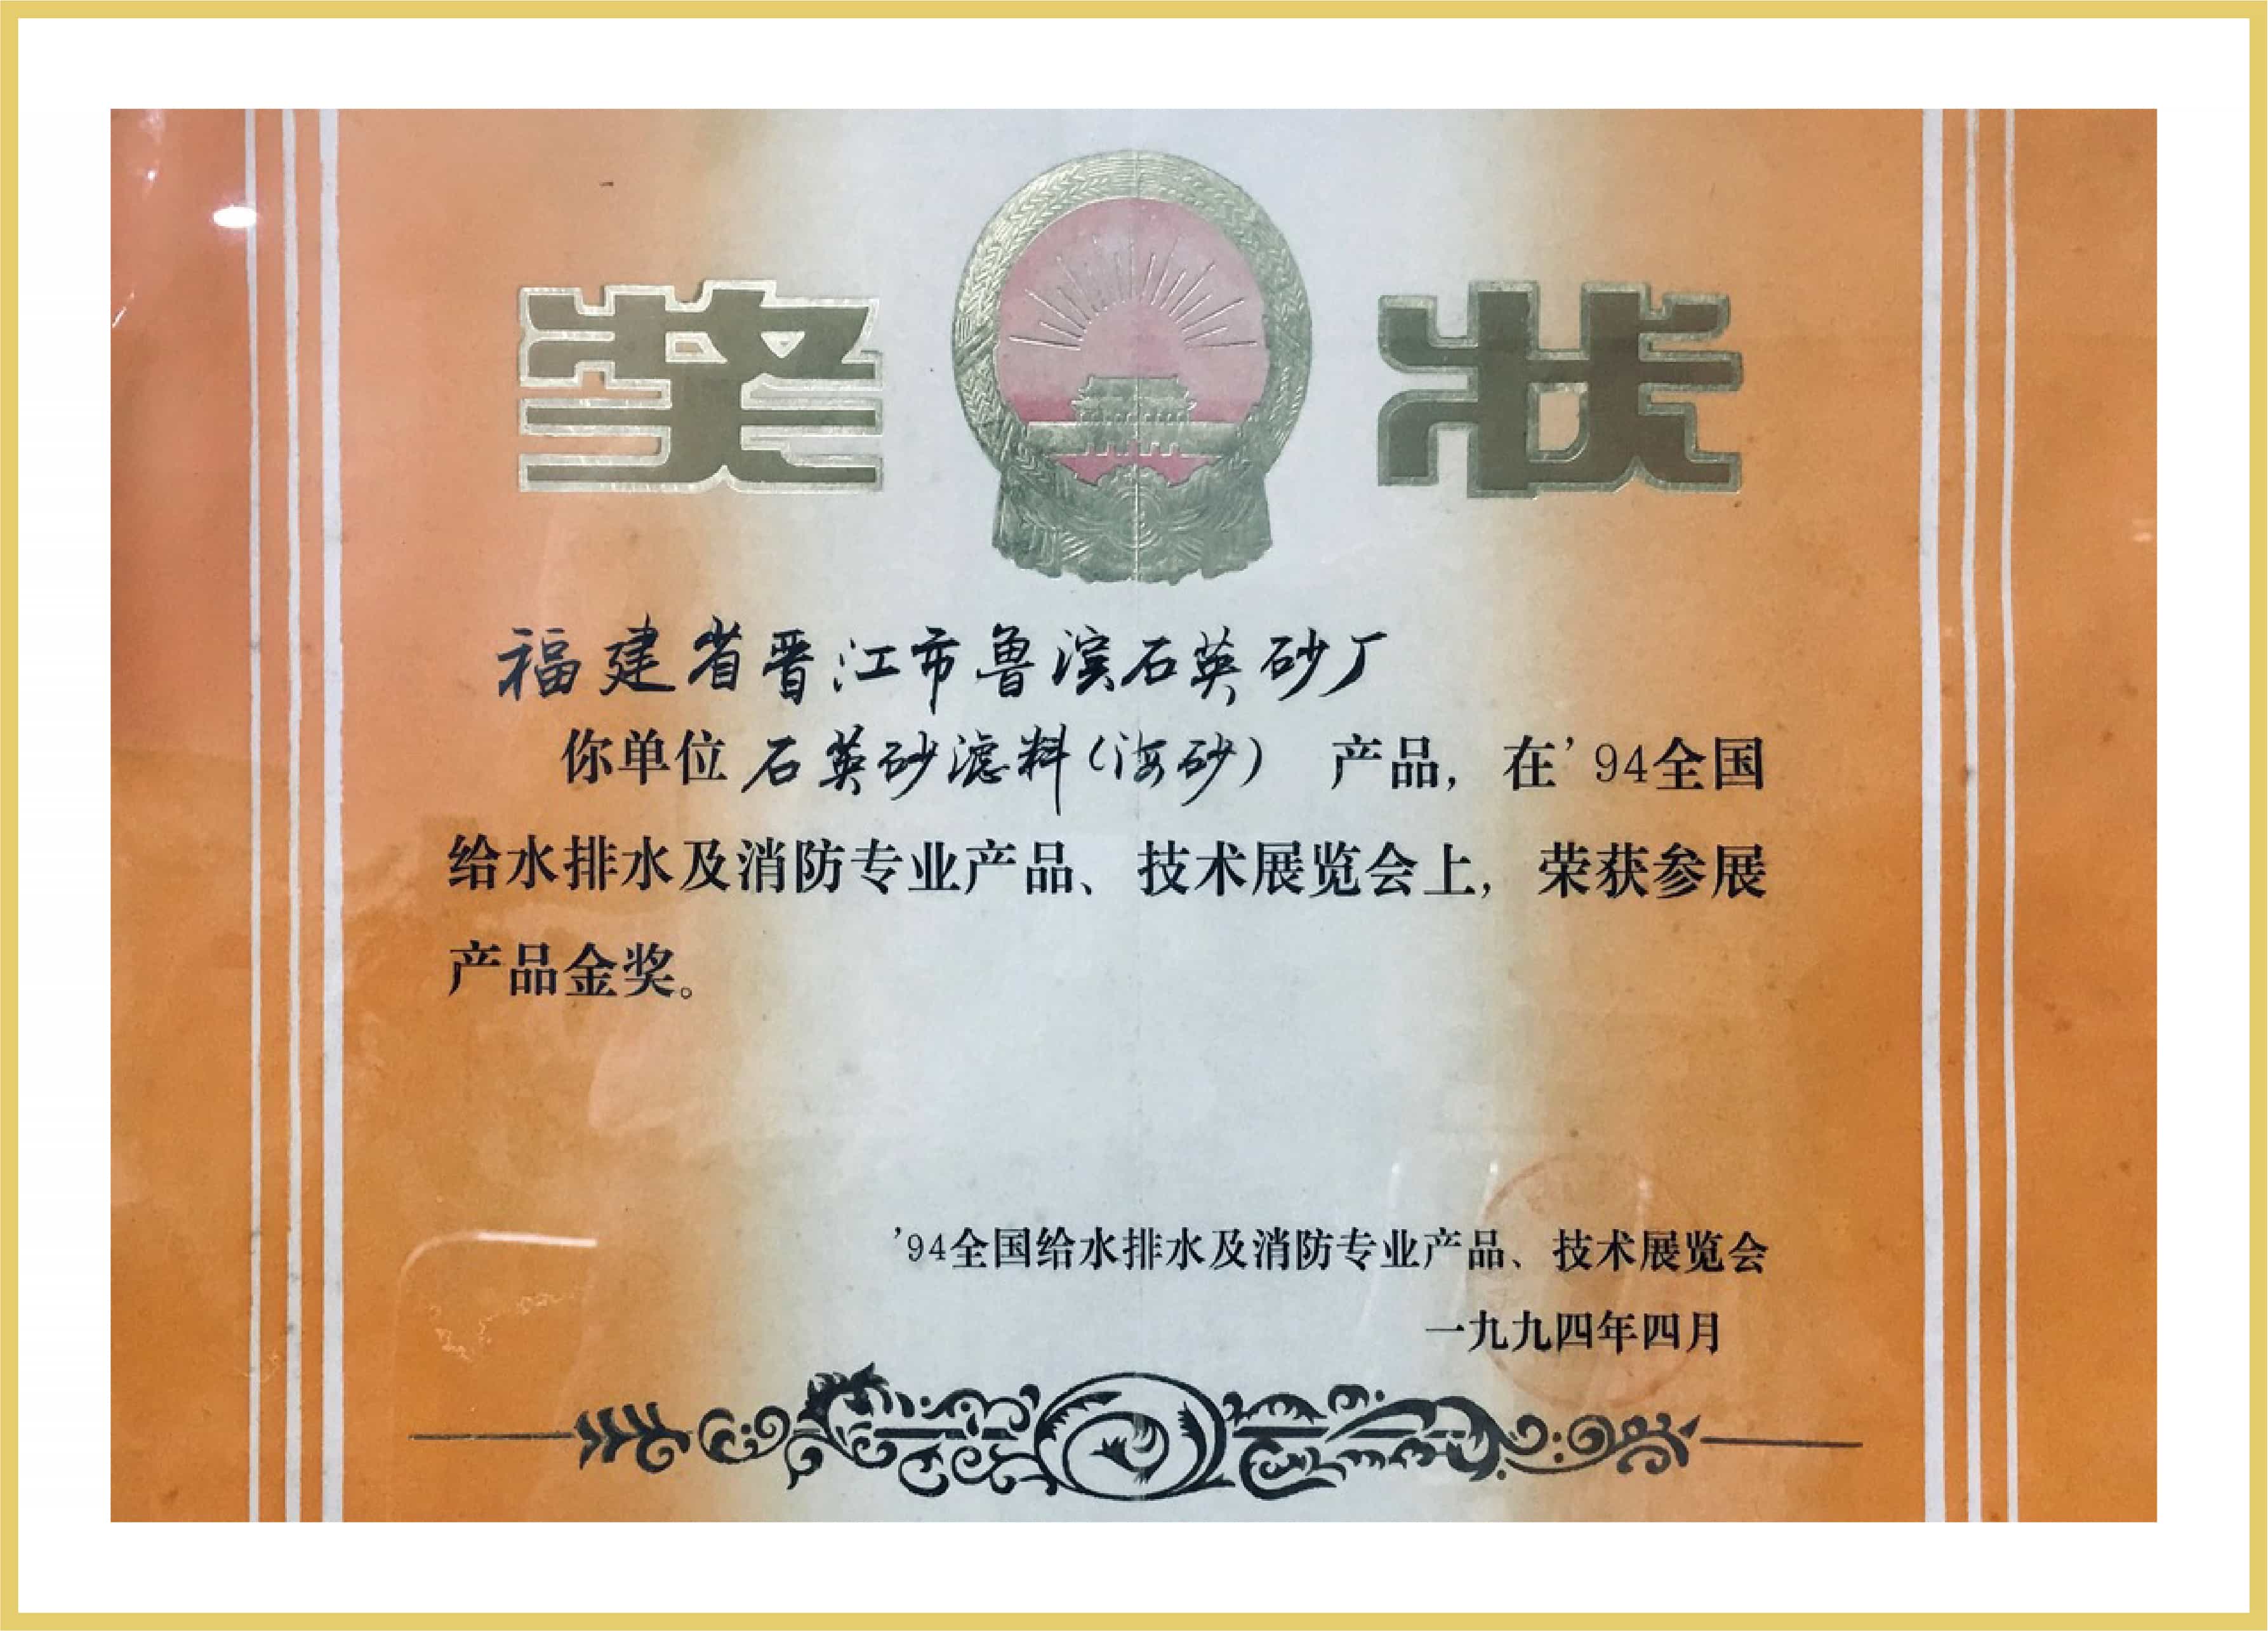 奖状
福建省晋江市鲁滨石英砂厂
你单位石英砂滤料(海砂)产品，在'94全国
给水排水及消防专业产品、技术展览会上，荣获参展
产品金奖。
'94全国给水排水及消防专业产品、技术展览会
一九九四年四月